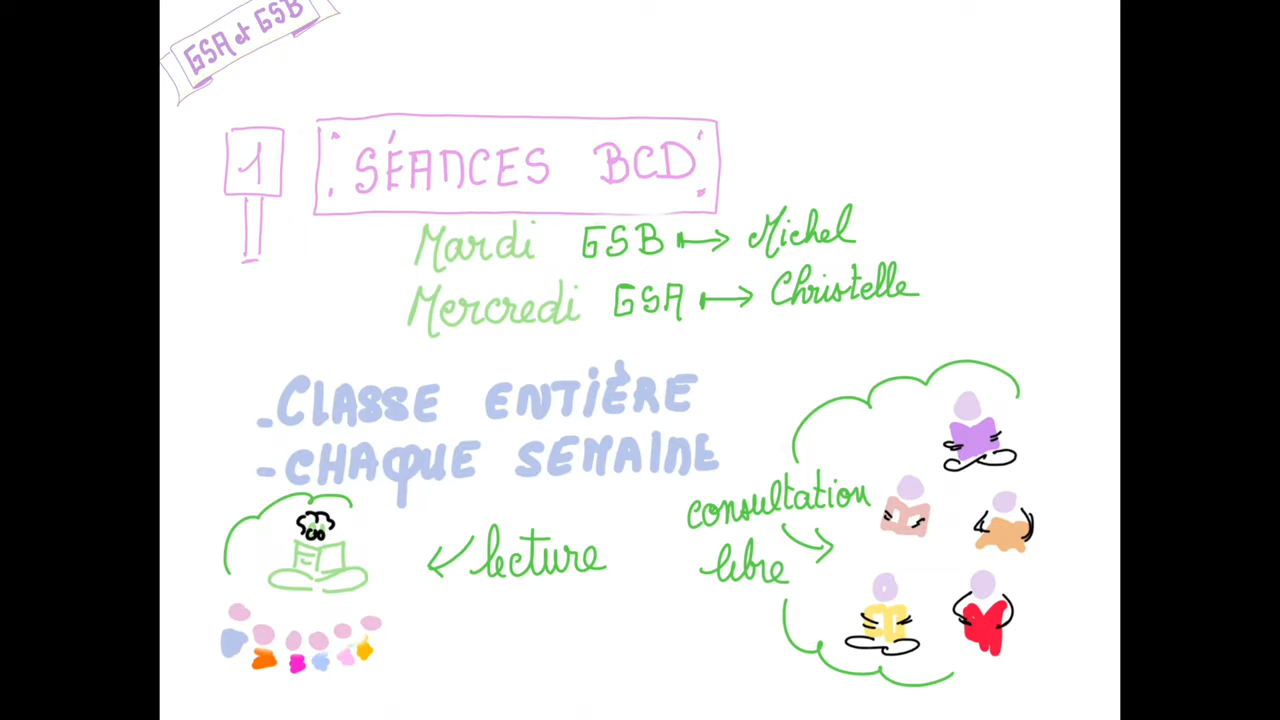 GSA et GSB
1
SÉANCES BCD
Mardi GSB → Michel
Mercredi GSA → Christelle
- CLASSE ENTIÈRE
- CHAQUE SEMAINE
consultation
libre
lecture